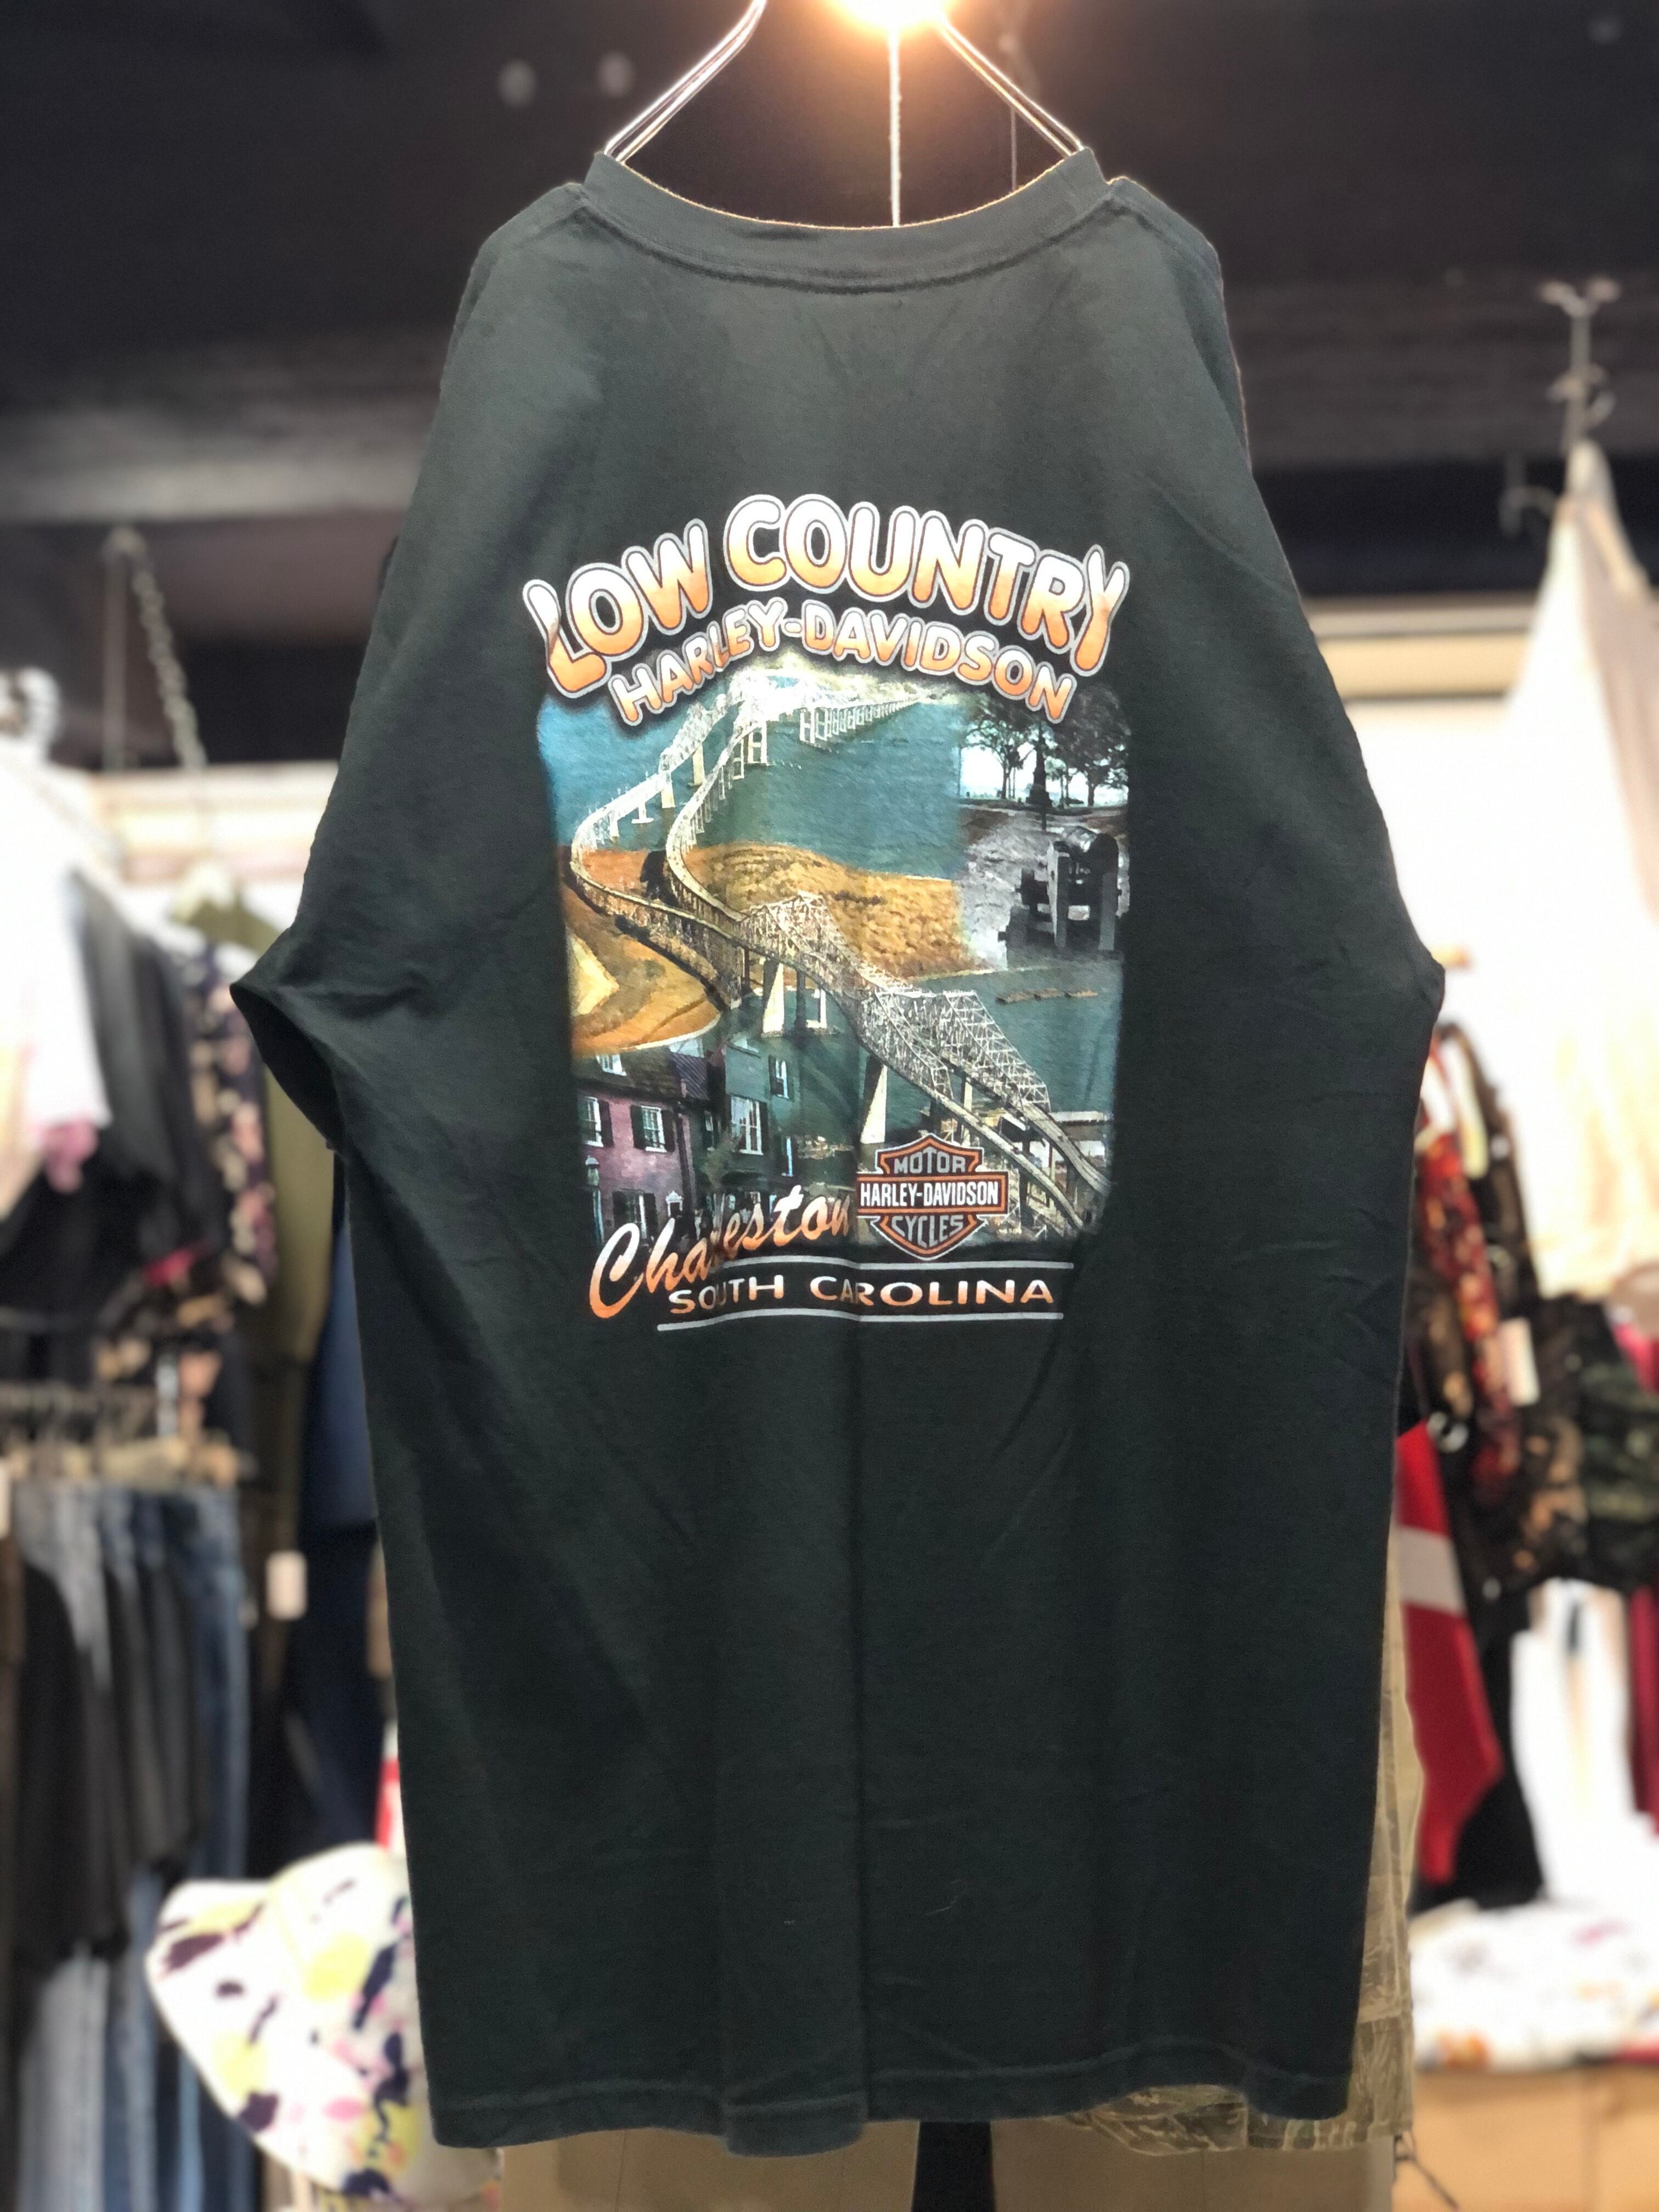 LOW COUNTRY
HARLEY-DAVIDSON
MOTOR
HARLEY-DAVIDSON
CYCLES
Charleston
SOUTH CAROLINA